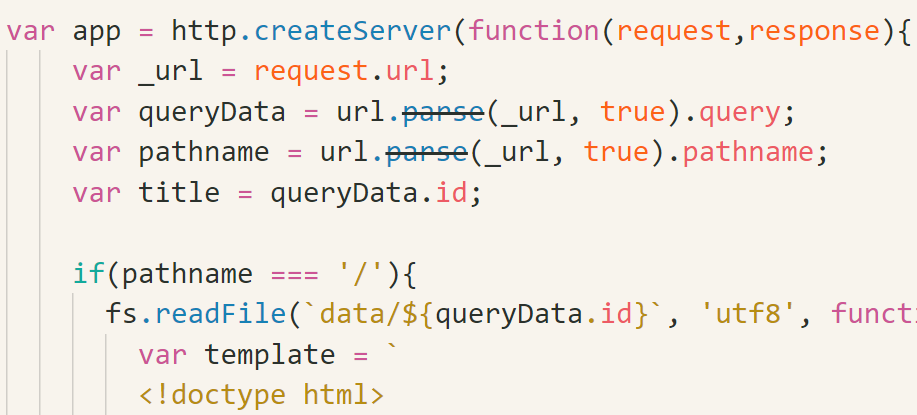 var app = http.createServer(function(request,response){
var _url = request.url;
var queryData = url.parse(_url, true).query;
var pathname = url.parse(_url, true).pathname;
var title = queryData.id;
if(pathname === '/'){
fs.readFile(`data/${queryData.id}`, 'utf8', functi
var template = `
<!doctype html>